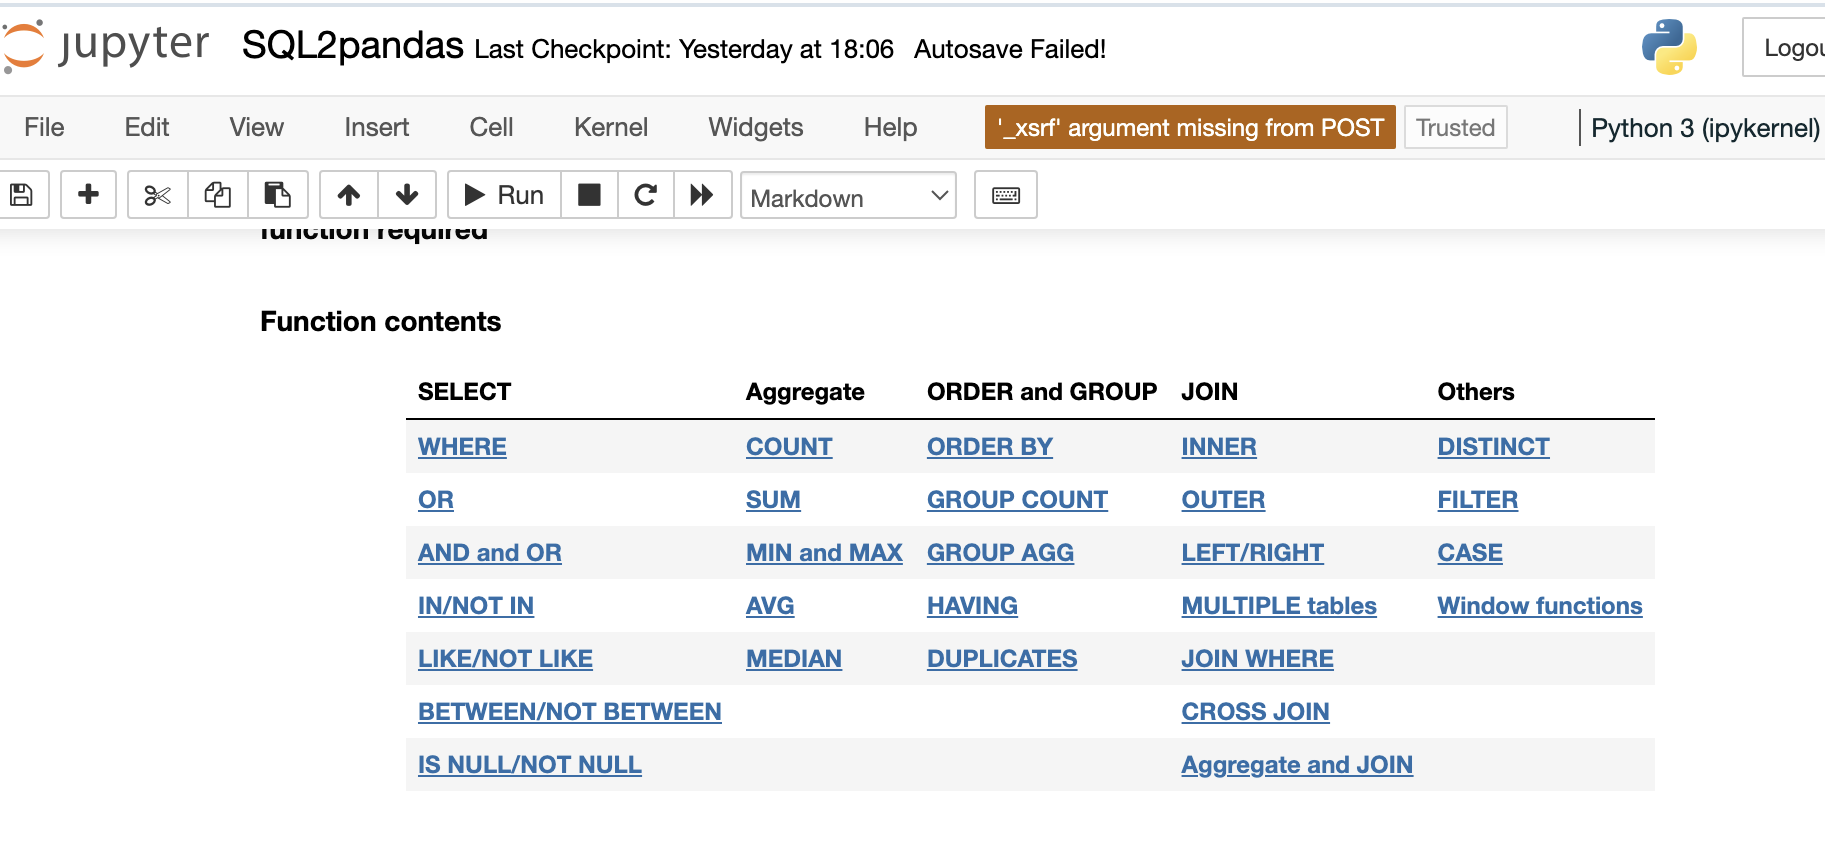 jupyter SQL2pandas Last Checkpoint: Yesterday at 18:06 Autosave Failed! Logou
File Edit View Insert Cell Kernel Widgets Help '_xsrf' argument missing from POST Trusted Python 3 (ipykernel)
Run Markdown
function required
Function contents
SELECT Aggregate ORDER and GROUP JOIN Others
WHERE COUNT ORDER BY INNER DISTINCT
OR SUM GROUP COUNT OUTER FILTER
AND and OR MIN and MAX GROUP AGG LEFT/RIGHT CASE
IN/NOT IN AVG HAVING MULTIPLE tables Window functions
LIKE/NOT LIKE MEDIAN DUPLICATES JOIN WHERE
BETWEEN/NOT BETWEEN CROSS JOIN
IS NULL/NOT NULL Aggregate and JOIN